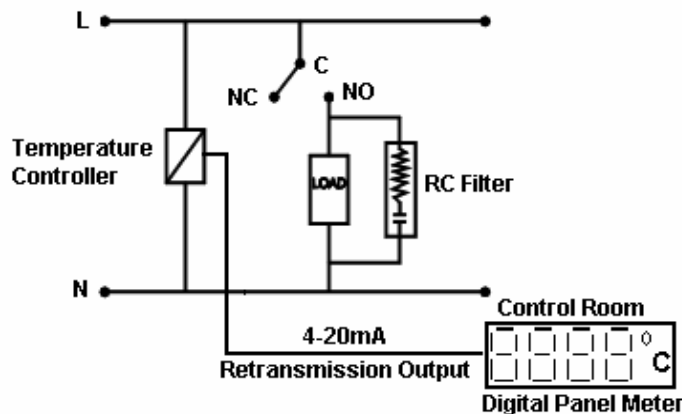 L
C
NC
NO
Temperature
Controller
LOAD
RC Filter
N
Control Room
4-20mA
Retransmission Output
°C
Digital Panel Meter